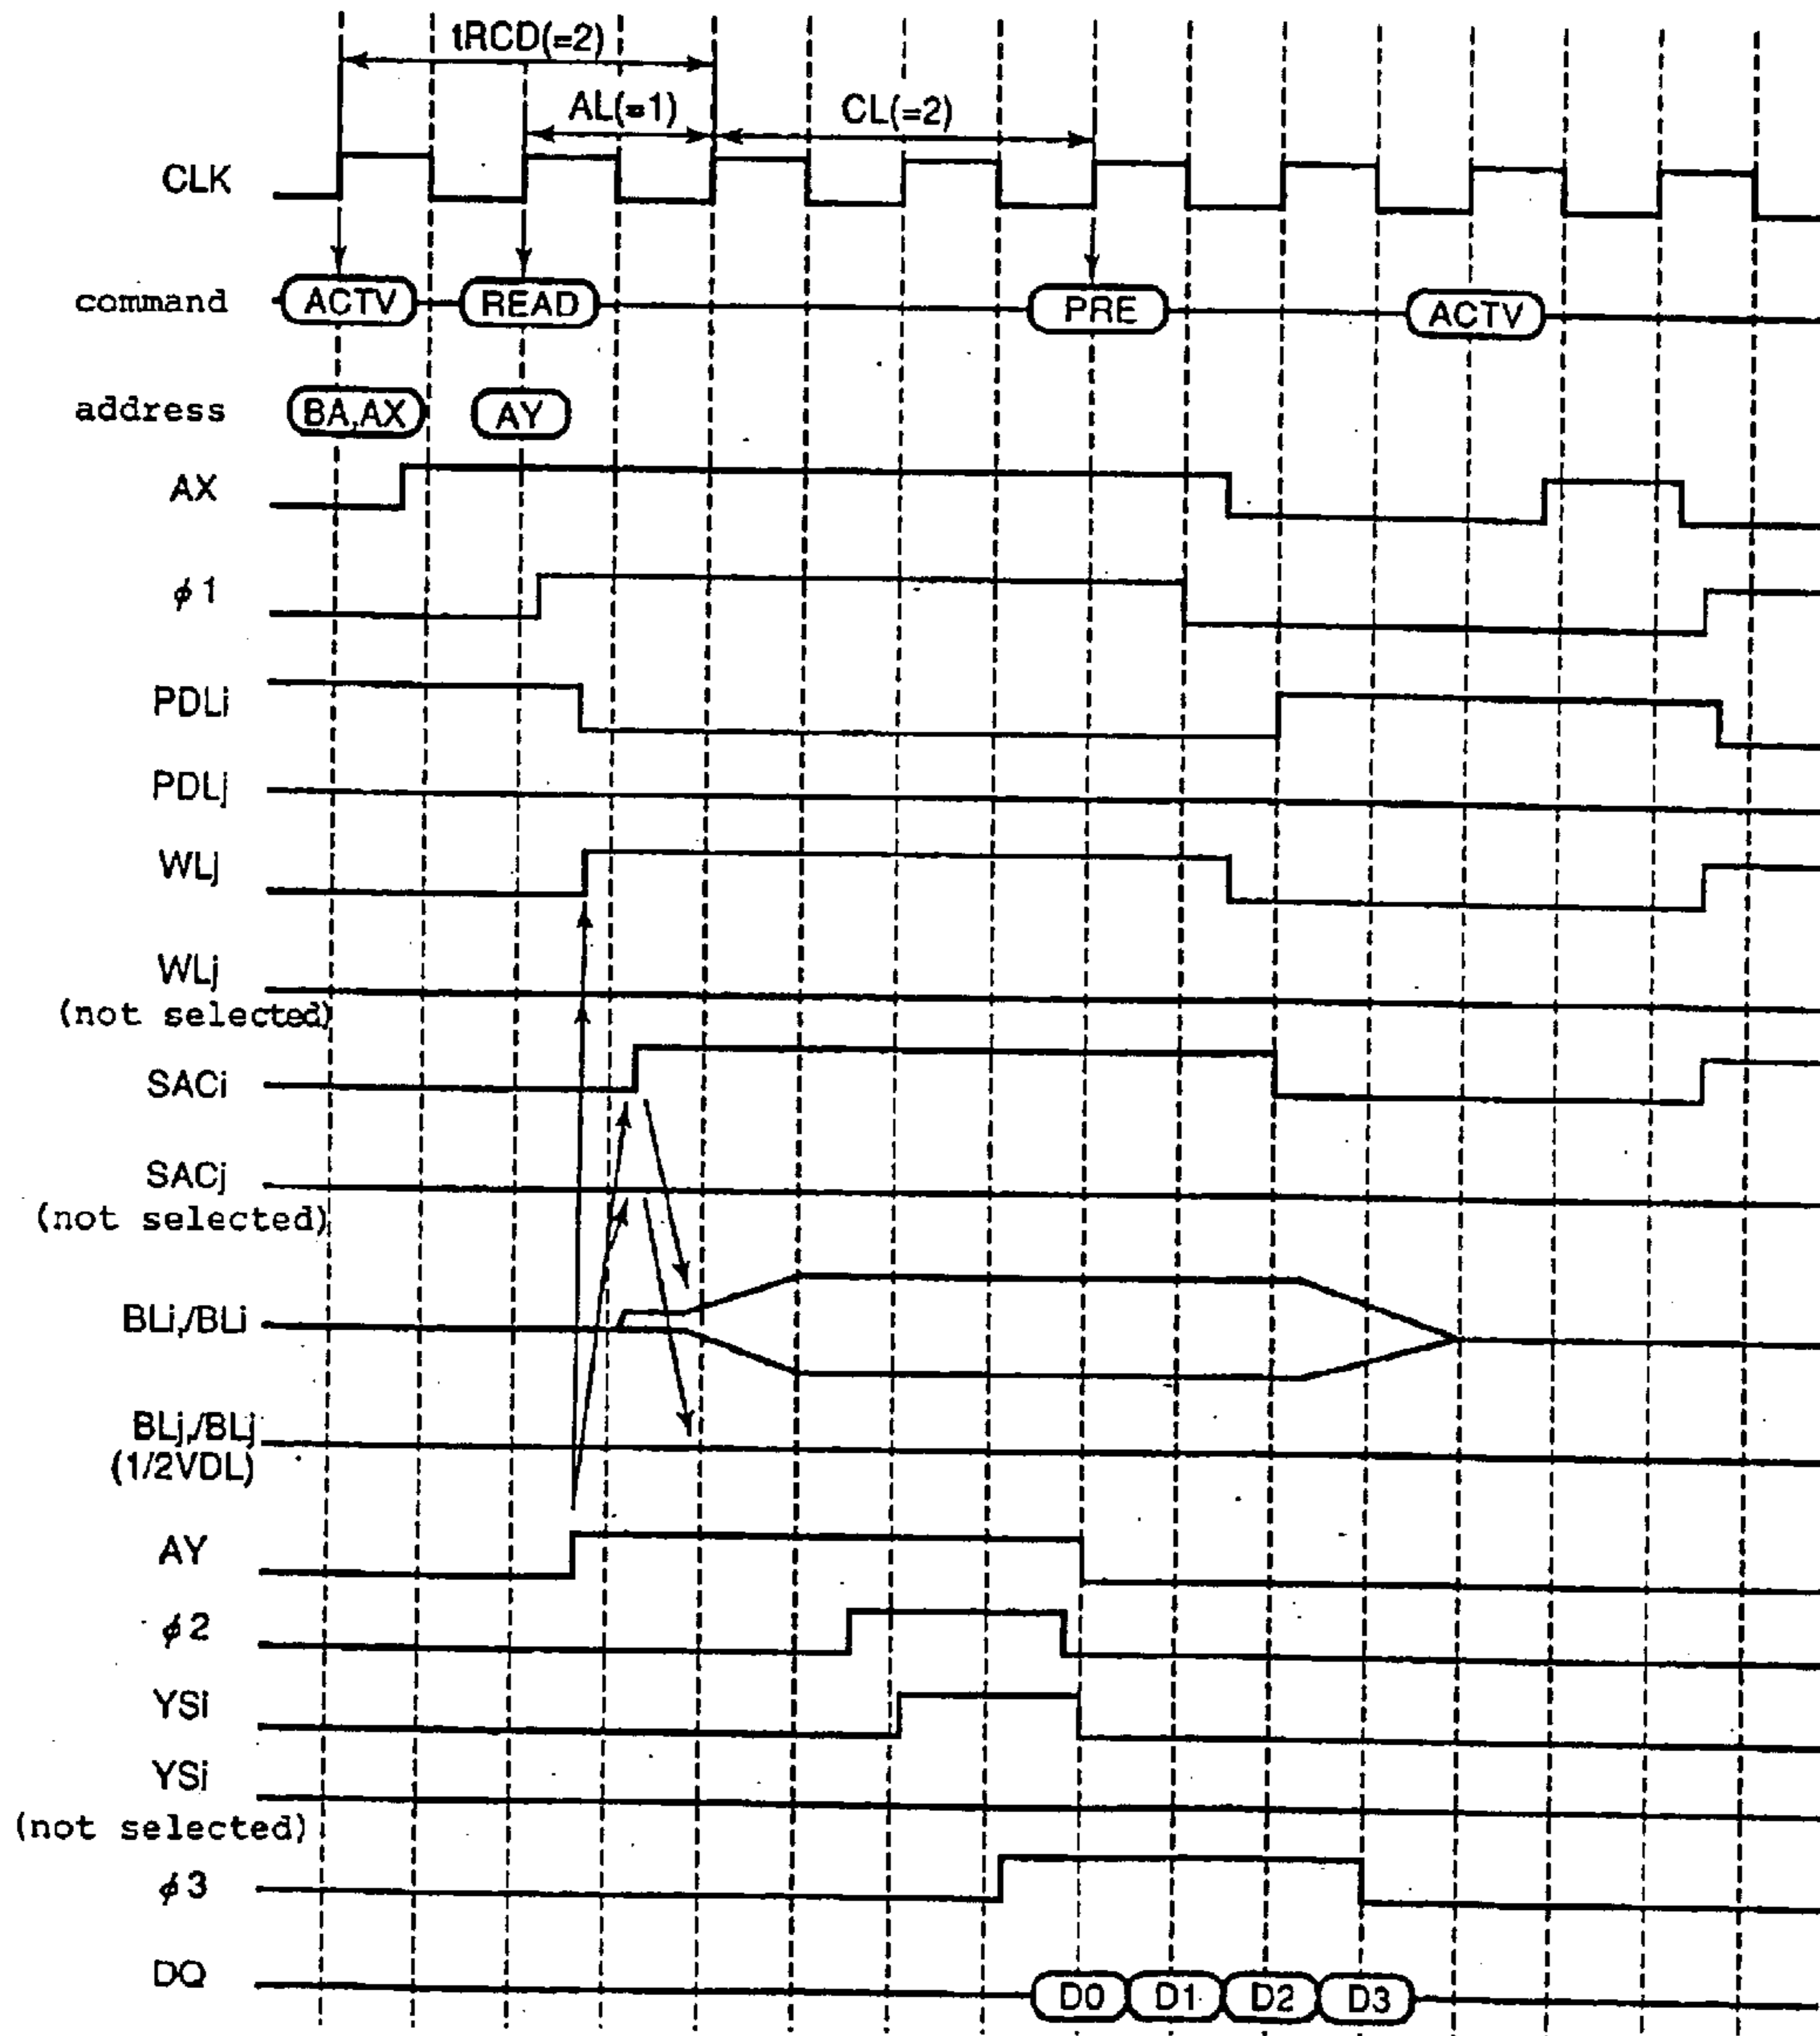 tRCD(=2)
AL(=1) CL(=2)
CLK
command ACTV READ PRE ACTV
address BA,AX AY
AX
ϕ1
PDLi
PDLj
WLj
WLj
(not selected)
SACi
SACj
(not selected)
BLi,/BLi
BLj,/BLj
(1/2VDL)
AY
ϕ2
YSi
YSj
(not selected)
ϕ3
DQ D0 D1 D2 D3